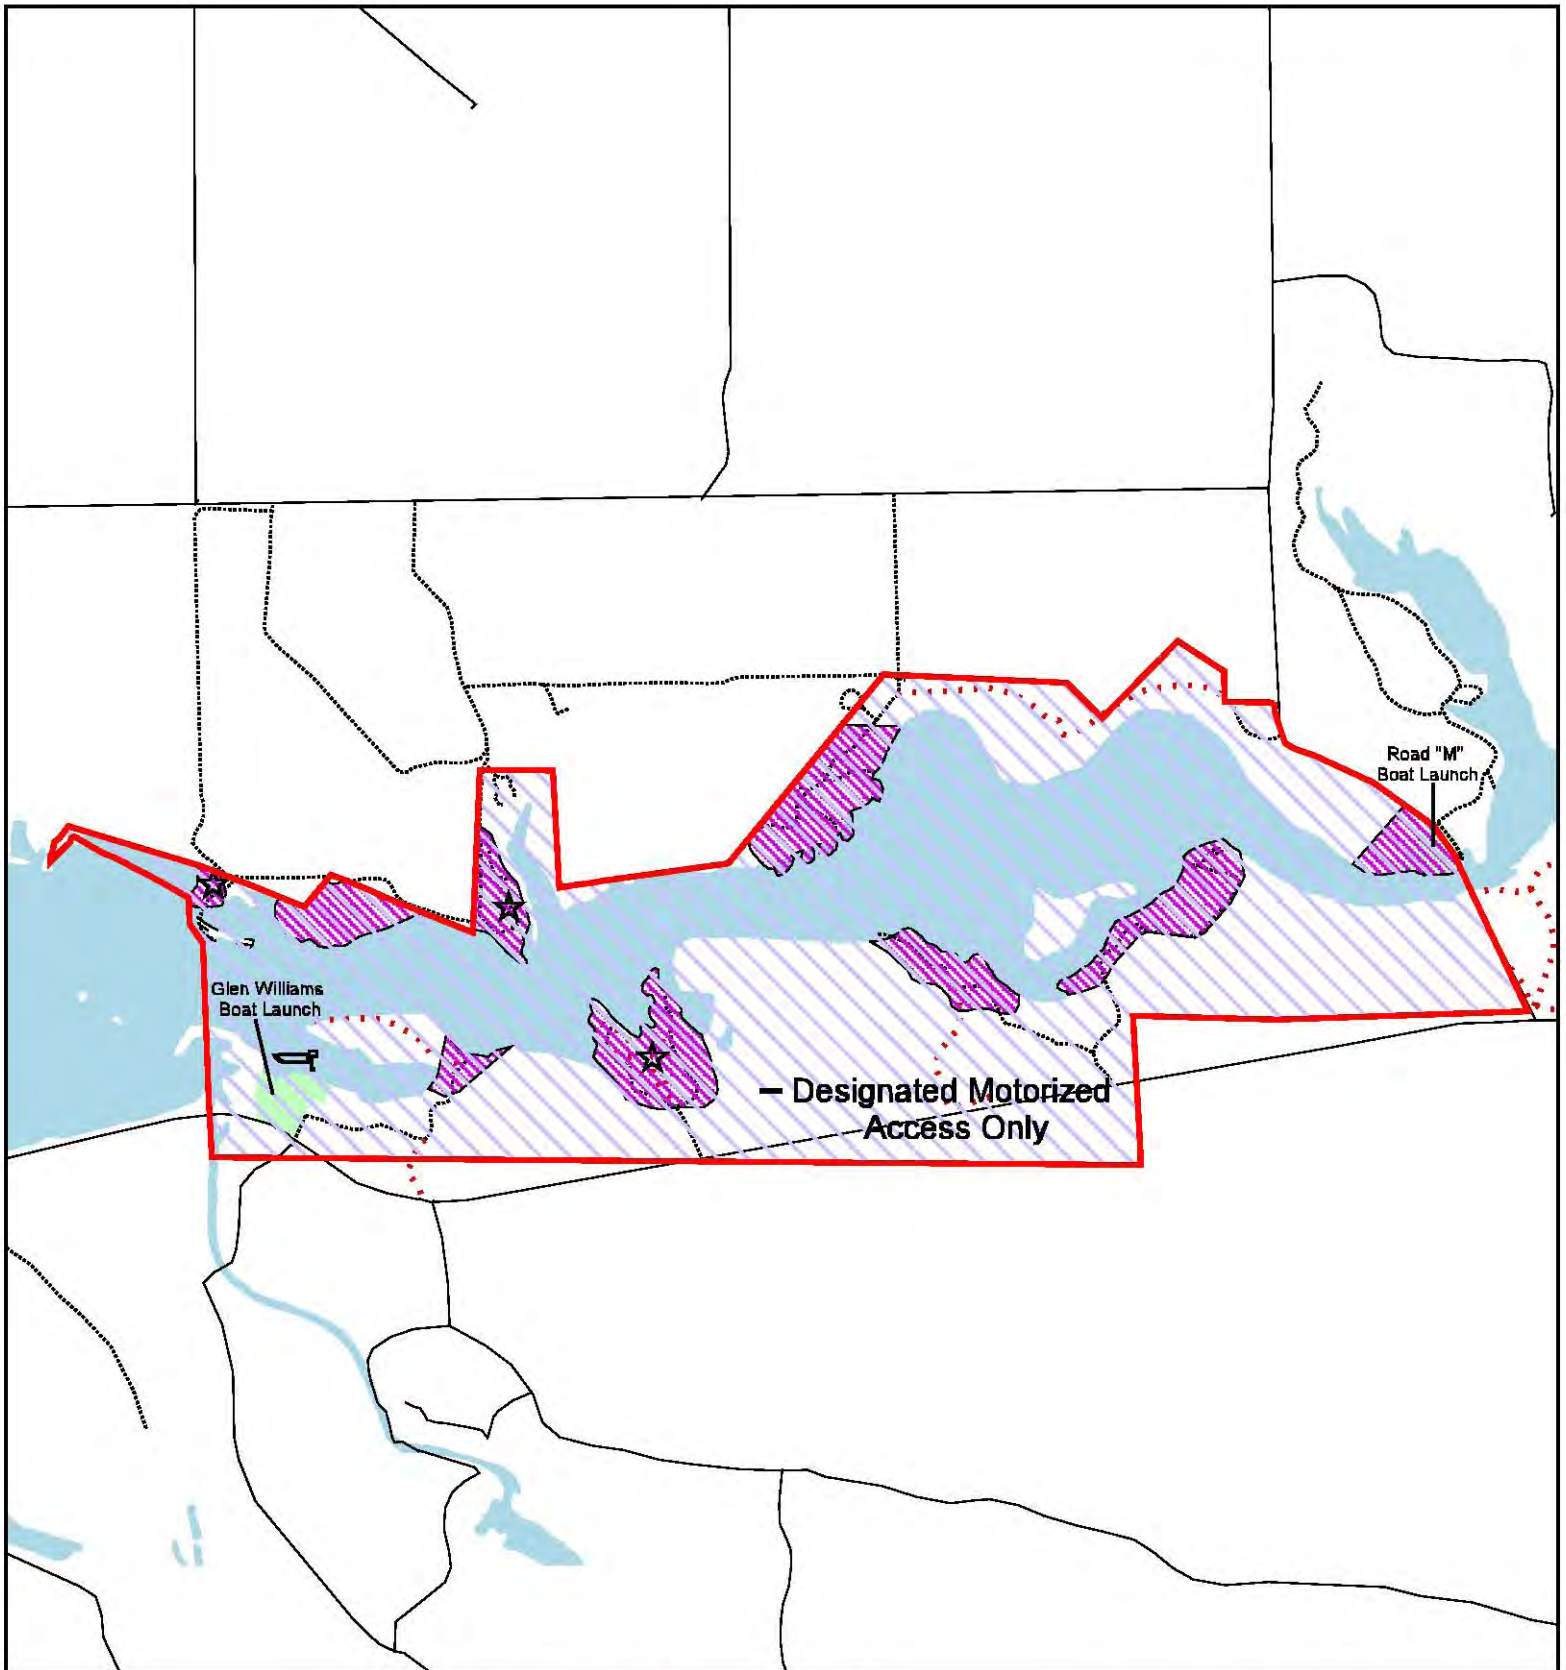 Road "M"
Boat Launch
Glen Williams
Boat Launch
– Designated Motorized
Access Only